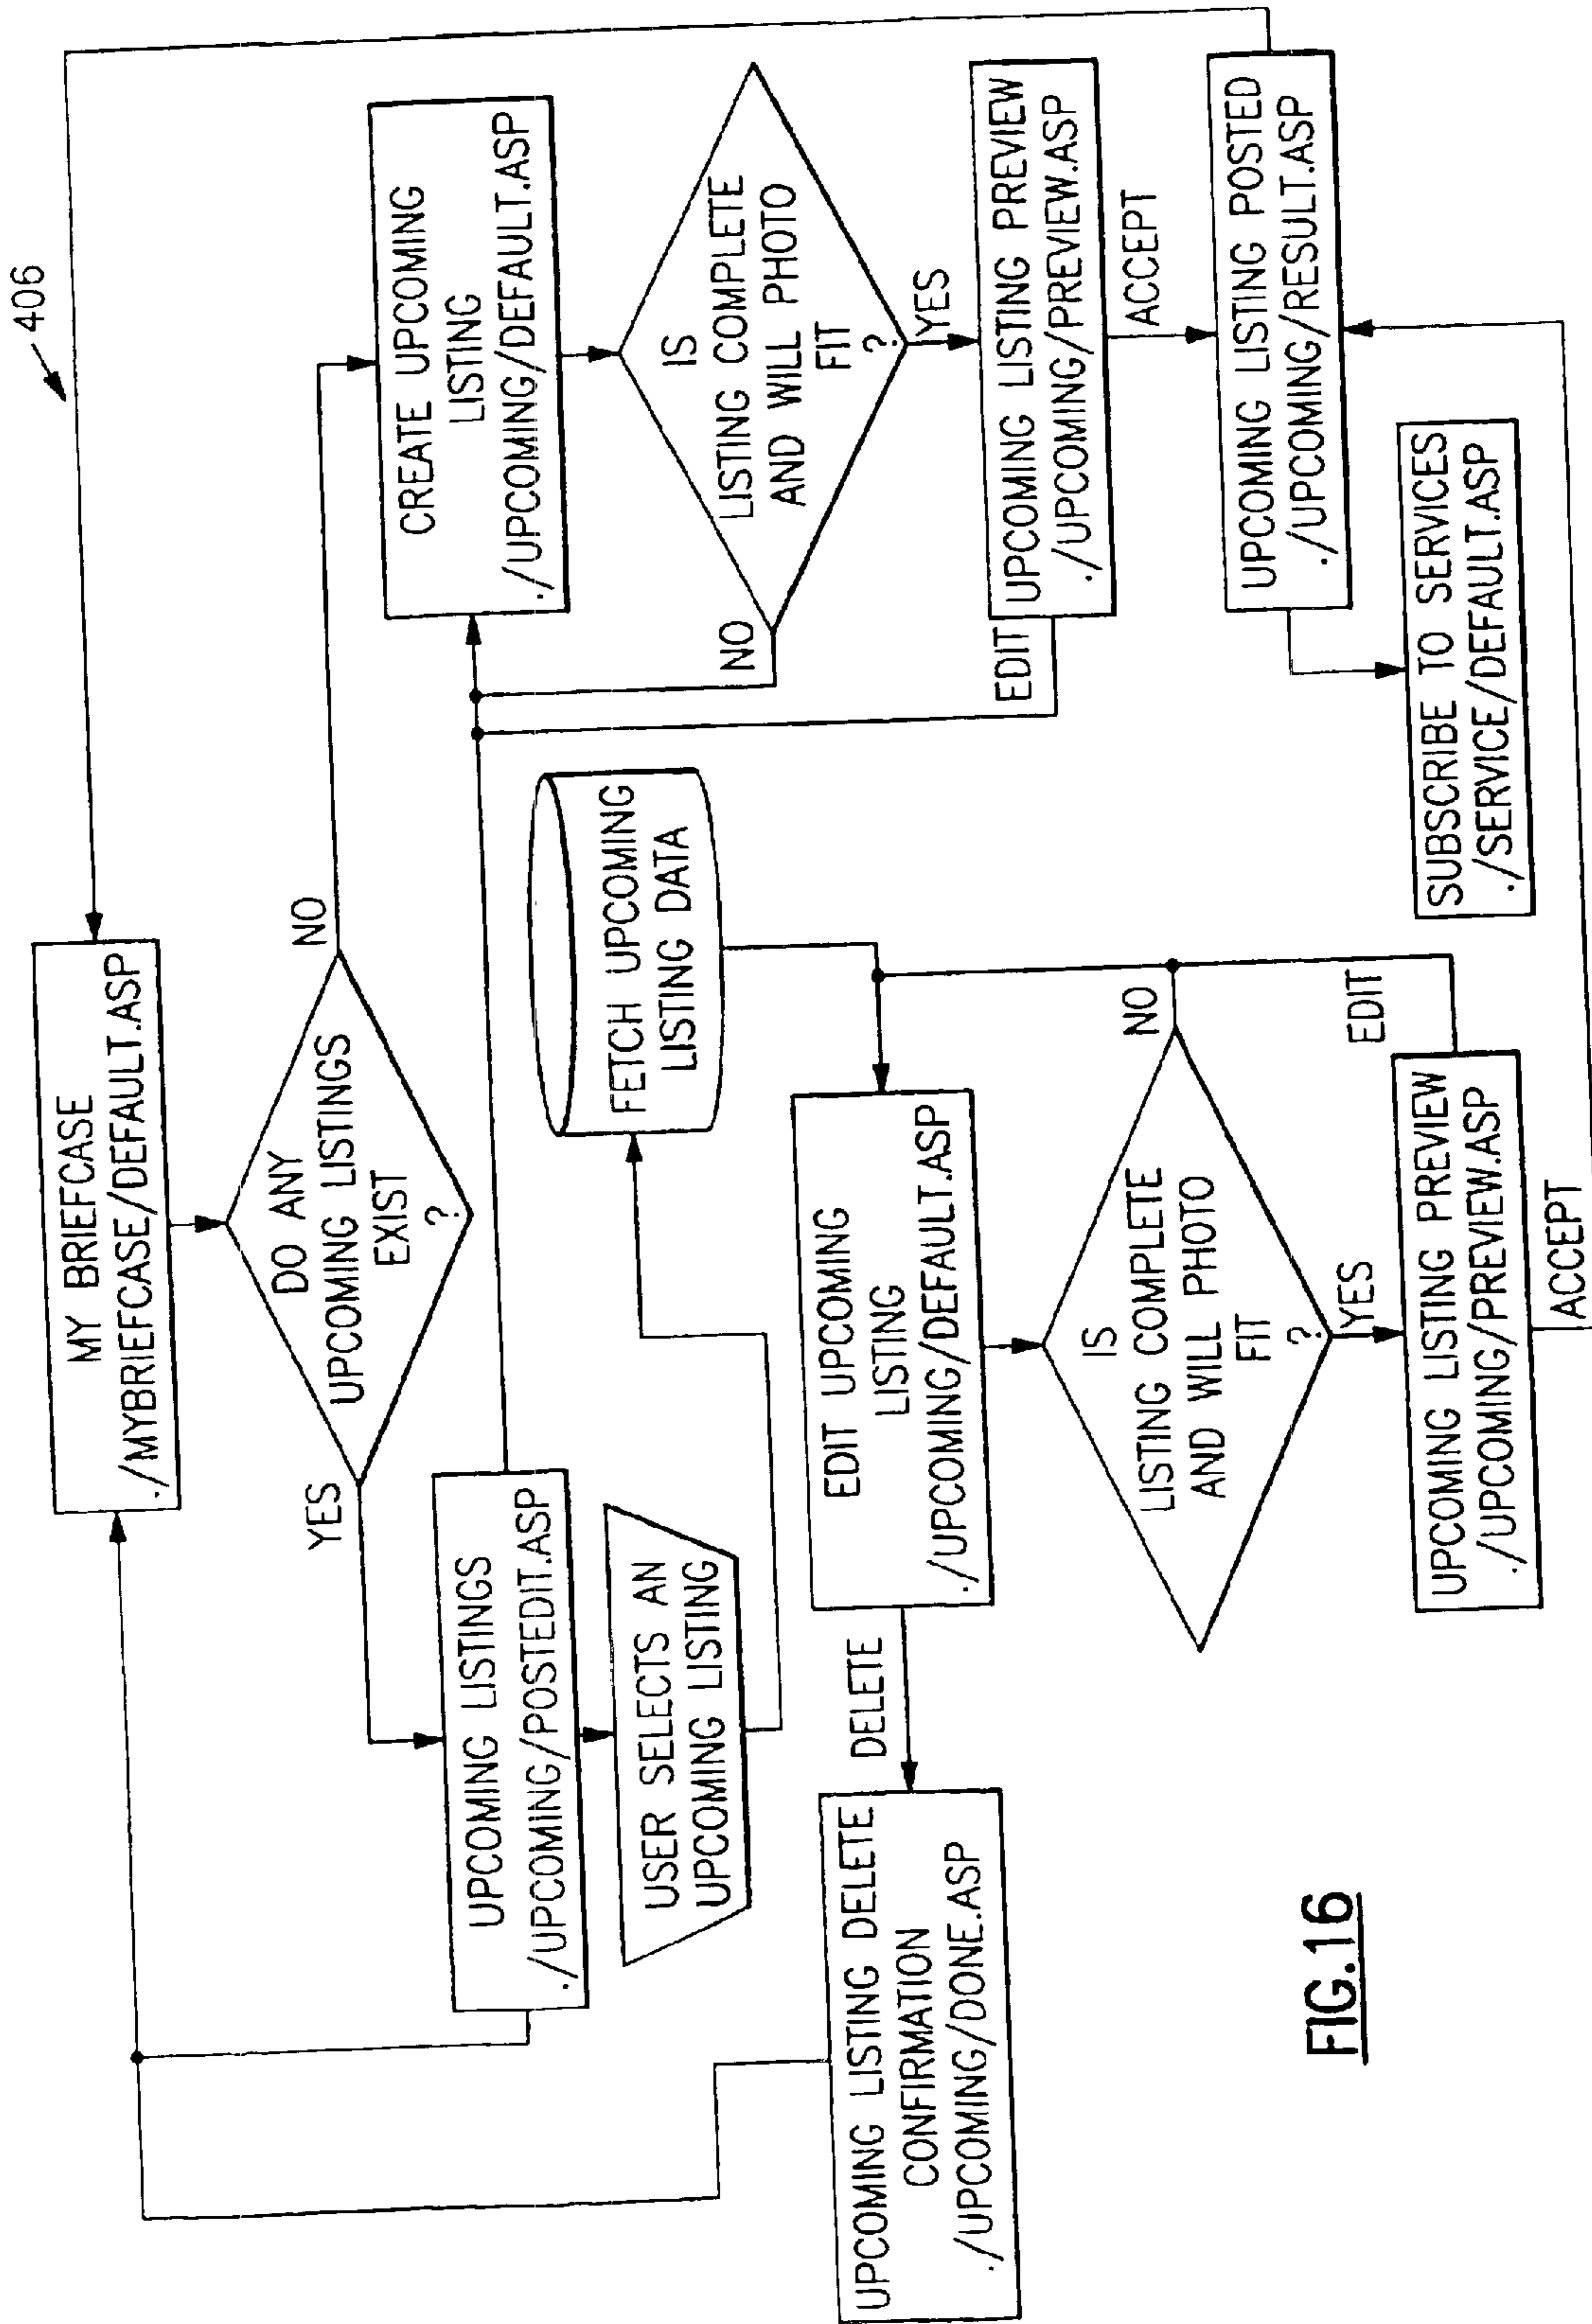 406
MY BRIEFCASE
./MYBRIEFCASE/DEFAULT.ASP
DO ANY
UPCOMING LISTINGS
EXIST
?
YES
NO
UPCOMING LISTINGS
./UPCOMING/POSTEDIT.ASP
USER SELECTS AN
UPCOMING LISTING
FETCH UPCOMING
LISTING DATA
CREATE UPCOMING
LISTING
./UPCOMING/DEFAULT.ASP
IS
LISTING COMPLETE
AND WILL PHOTO
FIT
?
NO
YES
EDIT
UPCOMING LISTING PREVIEW
./UPCOMING/PREVIEW.ASP
ACCEPT
UPCOMING LISTING POSTED
./UPCOMING/RESULT.ASP
SUBSCRIBE TO SERVICES
./SERVICE/DEFAULT.ASP
EDIT UPCOMING
LISTING
./UPCOMING/DEFAULT.ASP
DELETE
UPCOMING LISTING DELETE
CONFIRMATION
./UPCOMING/DONE.ASP
IS
LISTING COMPLETE
AND WILL PHOTO
FIT
?
NO
YES
EDIT
UPCOMING LISTING PREVIEW
./UPCOMING/PREVIEW.ASP
ACCEPT
FIG.16